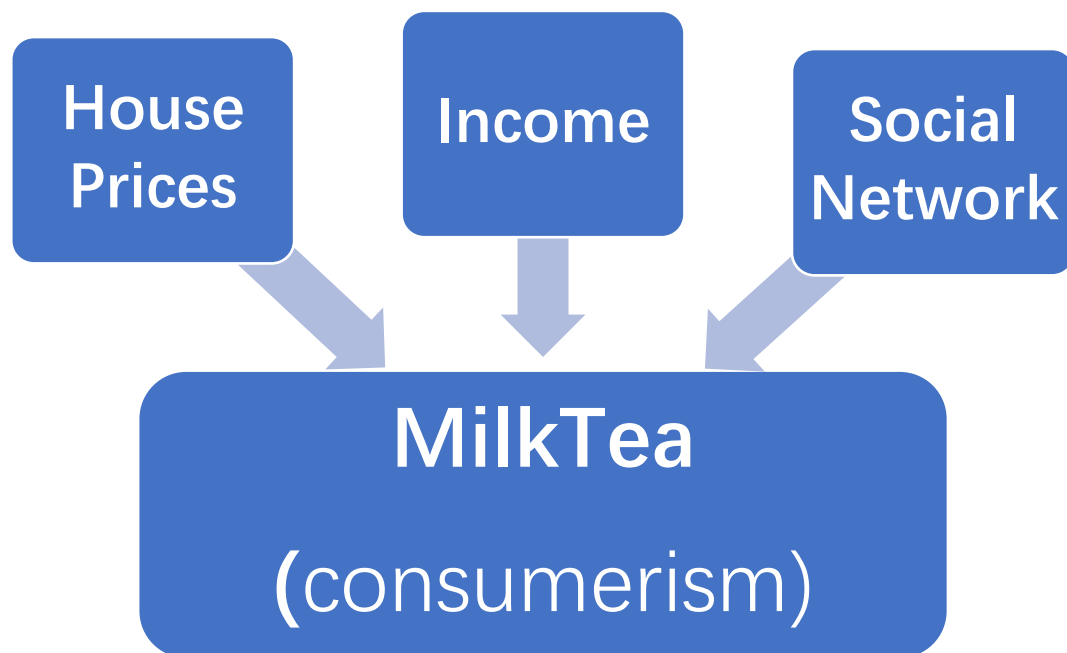 House
Prices
Income
Social
Network
MilkTea
(consumerism)